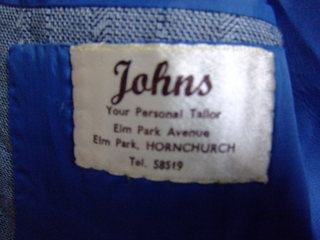 Johns
Your Personal Tailor
Elm Park Avenue
Elm Park, HORNCHURCH
Tel. 58519